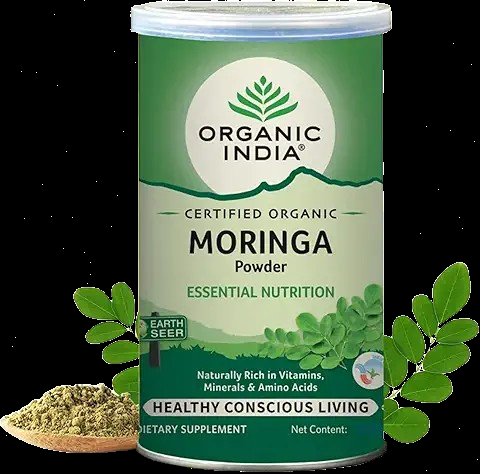 ORGANIC
INDIA®
CERTIFIED ORGANIC
MORINGA
Powder
ESSENTIAL NUTRITION
EARTH
SEER
Naturally Rich in Vitamins,
Minerals & Amino Acids
HEALTHY CONSCIOUS LIVING
DIETARY SUPPLEMENT Net Content: